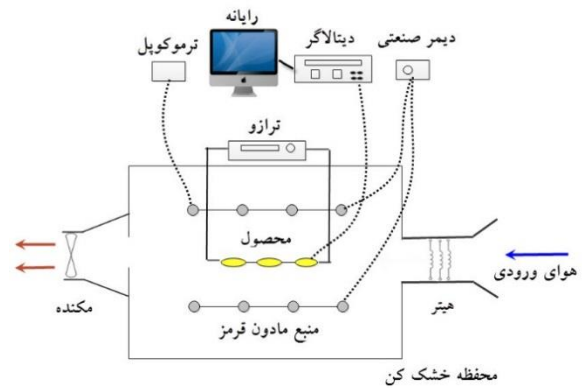 رایانه
ترموکوپل
دیتالاگر
دیمر صنعتی
ترازو
محصول
هوای ورودی
مکنده
منبع مادون قرمز
هیتر
محفظه خشک کن